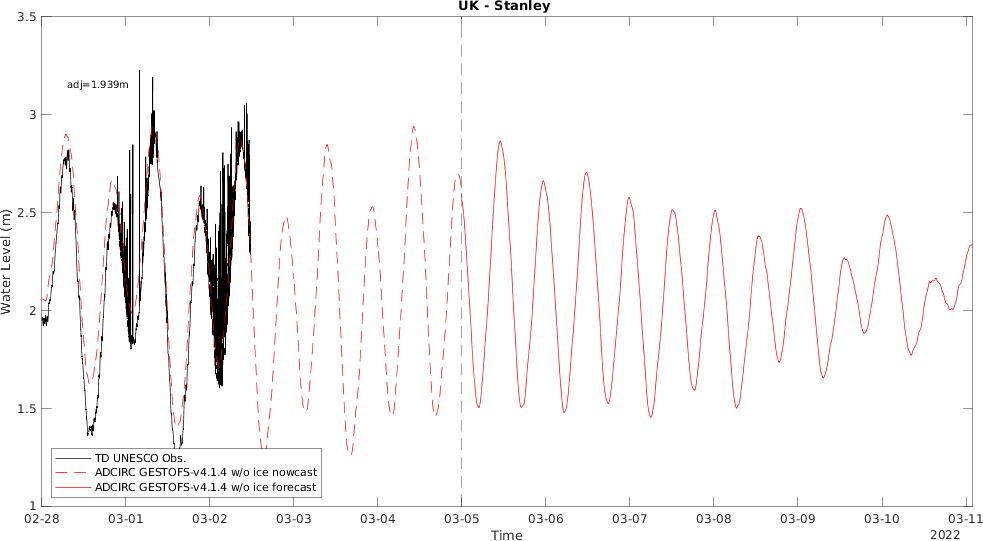 UK - Stanley
3.5
adj=1.939m
3
2.5
Water Level (m)
2
1.5
TD UNESCO Obs.
ADCIRC GESTOFS-v4.1.4 w/o ice nowcast
ADCIRC GESTOFS-v4.1.4 w/o ice forecast
1
02-28 03-01 03-02 03-03 03-04 03-05 03-06 03-07 03-08 03-09 03-10 03-11
Time 2022